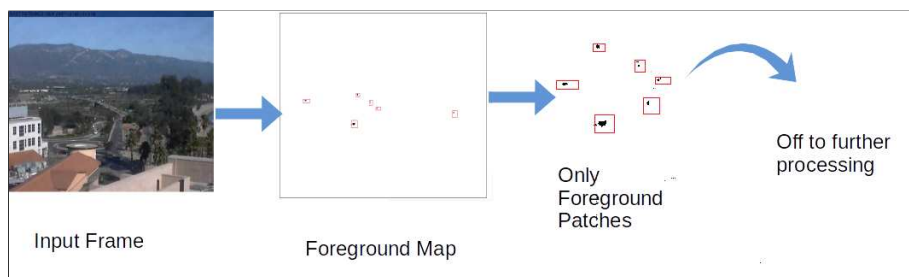 Input Frame
Foreground Map
Only
Foreground
Patches
Off to further
processing